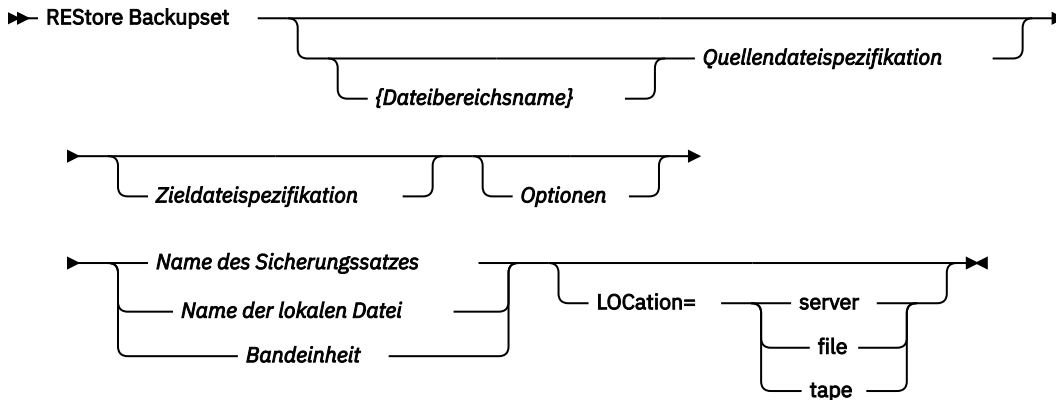 REStore Backupset
Quellendateispezifikation
{Dateibereichsname}
Zieldateispezifikation
Optionen
Name des Sicherungssatzes
Name der lokalen Datei
Bandeinheit
LOCation=
server
file
tape